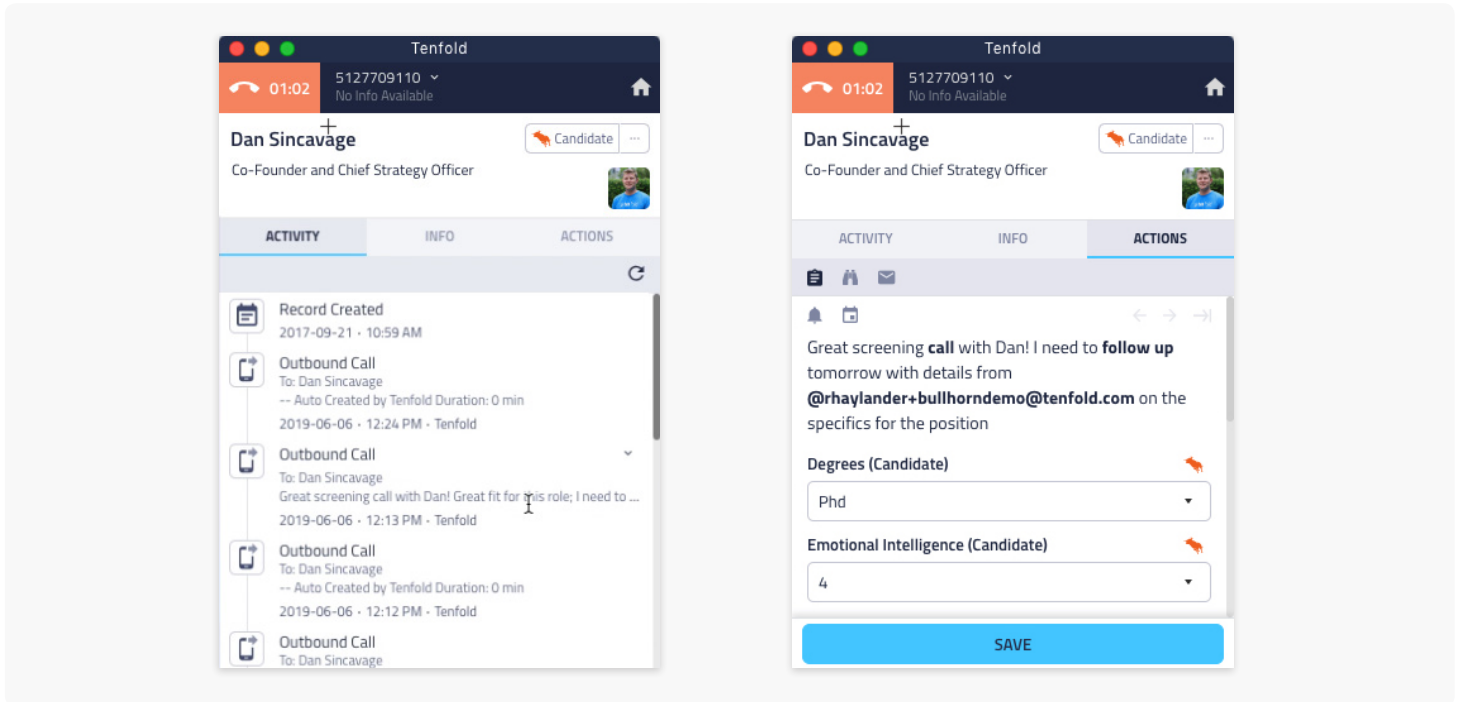 Tenfold
01:02
5127709110
No Info Available
Dan Sincavage
Candidate
Co-Founder and Chief Strategy Officer
ACTIVITY INFO ACTIONS
Record Created
2017-09-21 · 10:59 AM
Outbound Call
To: Dan Sincavage
-- Auto Created by Tenfold Duration: 0 min
2019-06-06 · 12:24 PM · Tenfold
Outbound Call
To: Dan Sincavage
Great screening call with Dan! Great fit for this role; I need to ...
2019-06-06 · 12:13 PM · Tenfold
Outbound Call
To: Dan Sincavage
-- Auto Created by Tenfold Duration: 0 min
2019-06-06 · 12:12 PM · Tenfold
Outbound Call
To: Dan Sincavage
Tenfold
01:02
5127709110
No Info Available
Dan Sincavage
Candidate
Co-Founder and Chief Strategy Officer
ACTIVITY INFO ACTIONS
Great screening call with Dan! I need to follow up
tomorrow with details from
@rhaylander+bullhorndemo@tenfold.com on the
specifics for the position
Degrees (Candidate)
Phd
Emotional Intelligence (Candidate)
4
SAVE